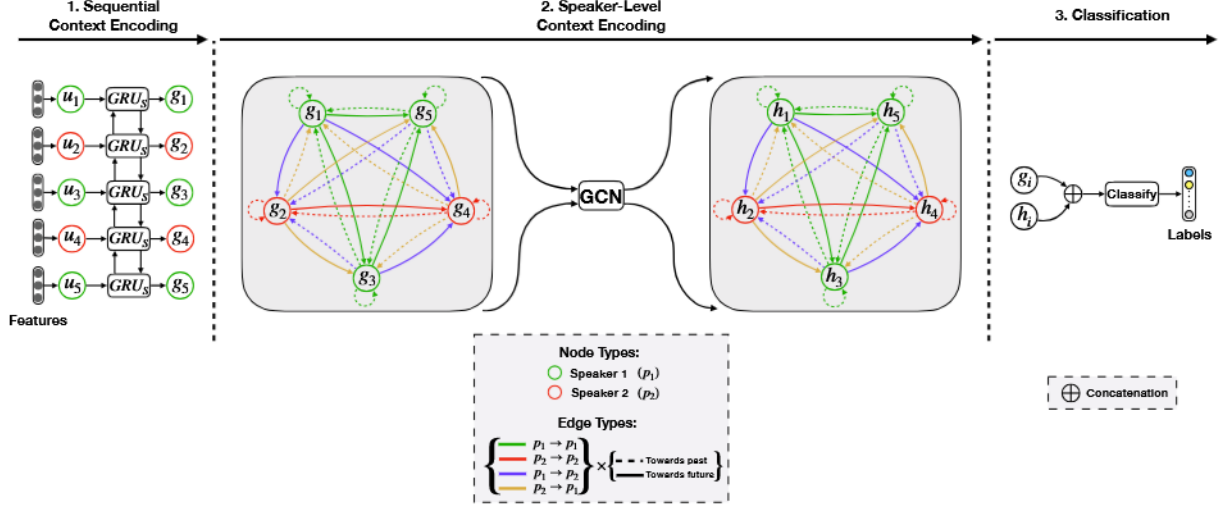 1. Sequential
Context Encoding
2. Speaker-Level
Context Encoding
3. Classification
u₁ GRUₛ g₁
u₂ GRUₛ g₂
u₃ GRUₛ g₃
u₄ GRUₛ g₄
u₅ GRUₛ g₅
Features
g₁ g₅
g₂ g₄
g₃
GCN
h₁ h₅
h₂ h₄
h₃
gᵢ
hᵢ
Classify
Labels
Node Types:
Speaker 1 (p₁)
Speaker 2 (p₂)
Edge Types:
p₁ → p₁
p₂ → p₂
p₁ → p₂
p₂ → p₁
×
Towards past
Towards future
Concatenation